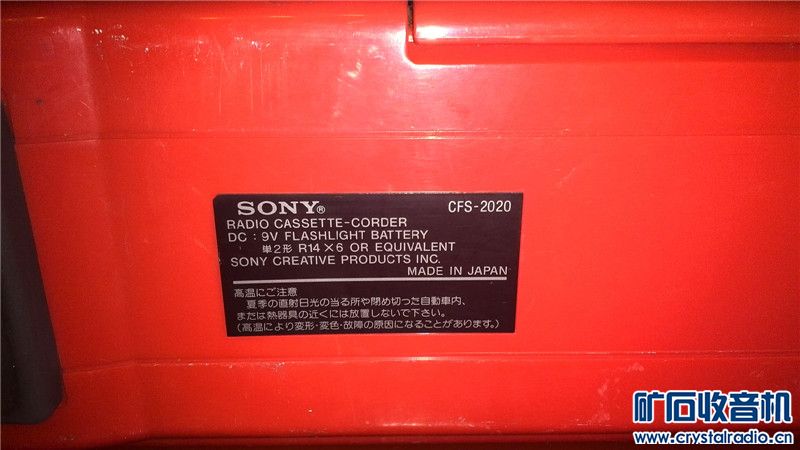 SONY® CFS-2020
RADIO CASSETTE-CORDER
DC : 9V FLASHLIGHT BATTERY
単2形 R14×6 OR EQUIVALENT
SONY CREATIVE PRODUCTS INC.
MADE IN JAPAN
高温にご注意
夏季の直射日光の当る所や閉め切った自動車内、
または熱器具の近くには放置しないで下さい。
(高温により変形・変色・故障の原因になることがあります。)
矿石收音机
www.crystalradio.cn